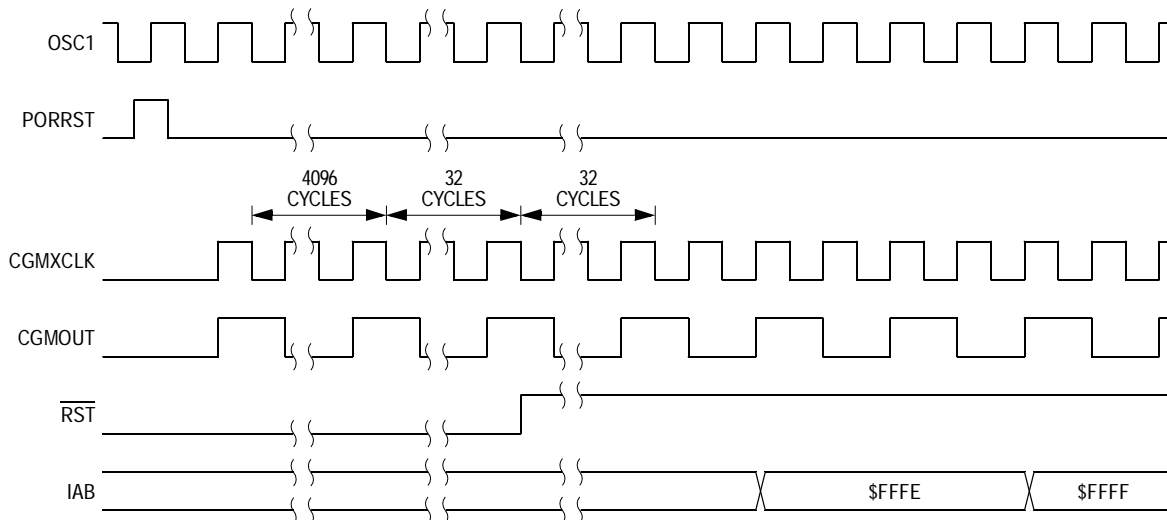 OSC1
PORRST
4096
CYCLES
32
CYCLES
32
CYCLES
CGMXCLK
CGMOUT
RST
IAB
$FFFE
$FFFF